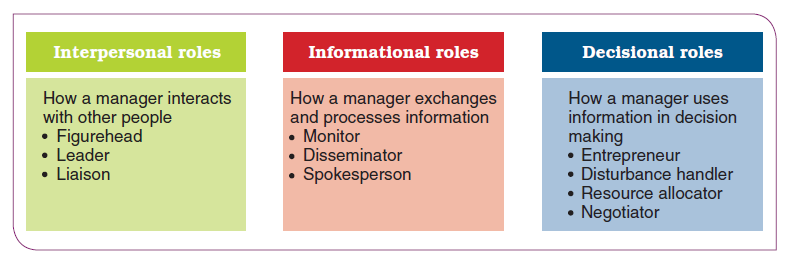 Interpersonal roles
How a manager interacts
with other people
• Figurehead
• Leader
• Liaison
Informational roles
How a manager exchanges
and processes information
• Monitor
• Disseminator
• Spokesperson
Decisional roles
How a manager uses
information in decision
making
• Entrepreneur
• Disturbance handler
• Resource allocator
• Negotiator